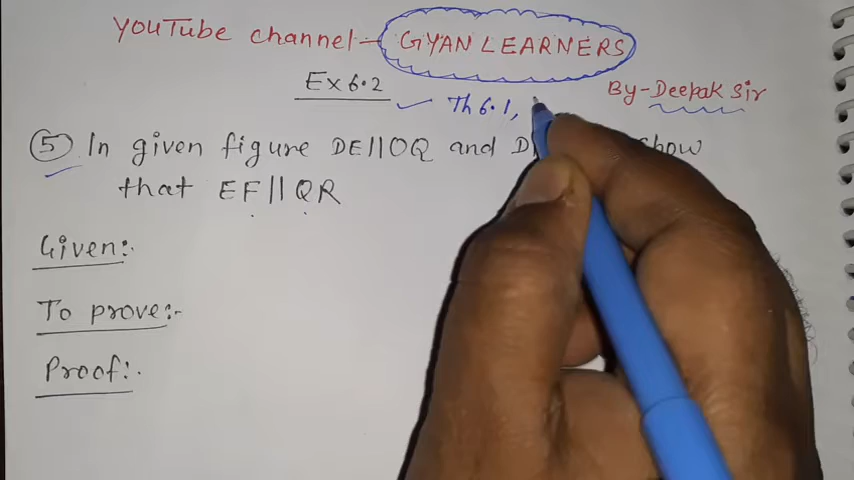 YouTube channel - GYAN LEARNERS
Ex 6.2
By-Deepak Sir
Th 6.1,
(5) In given figure DE||OQ and show
that EF||QR
Given:-
To prove:-
Proof:-